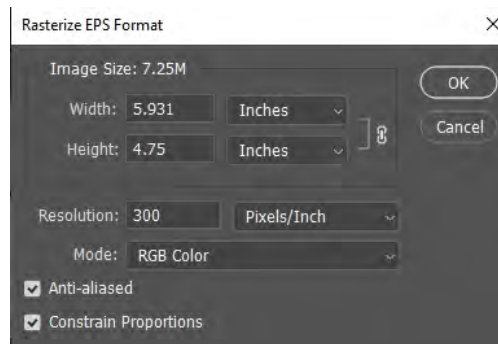 Rasterize EPS Format
Image Size: 7.25M
OK
Width: 5.931 Inches
Cancel
Height: 4.75 Inches
Resolution: 300 Pixels/Inch
Mode: RGB Color
Anti-aliased
Constrain Proportions